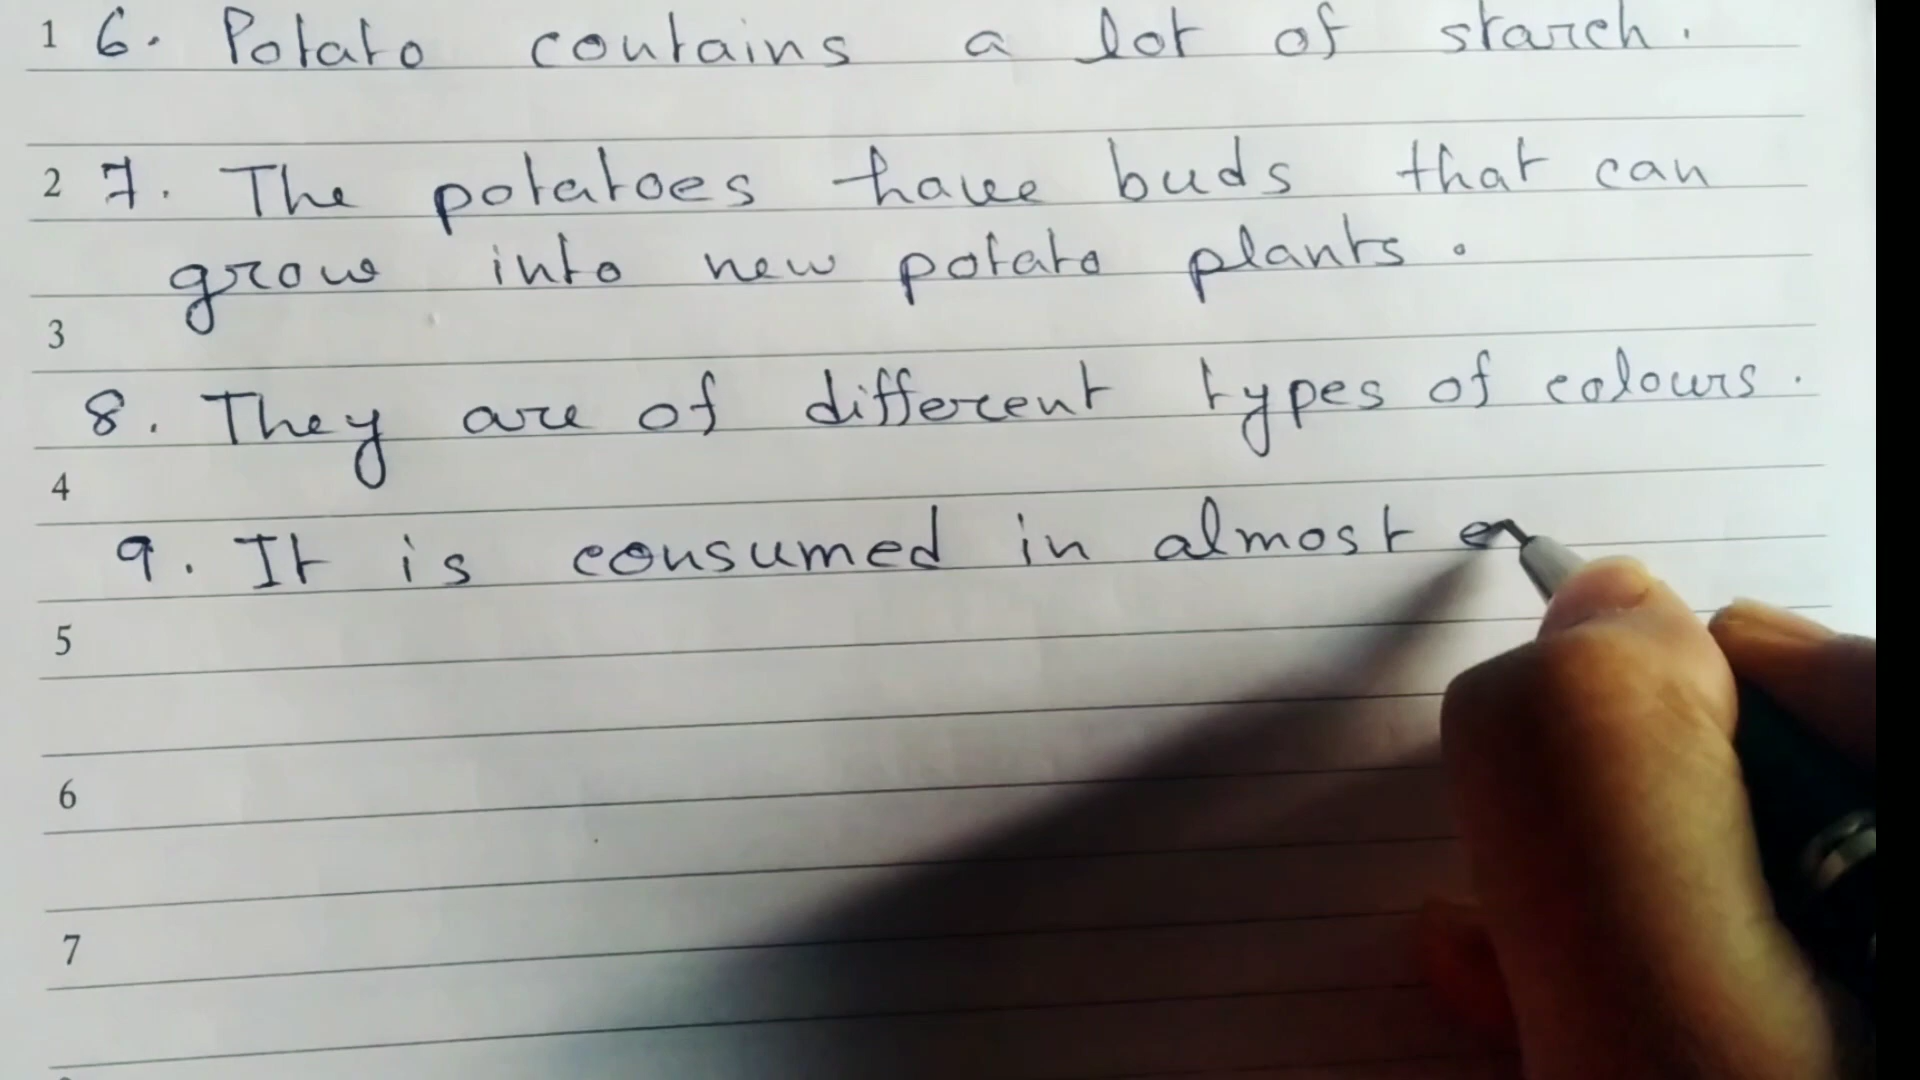 1 6. Potato contains a lot of starch.
2 7. The potatoes have buds that can
grow into new potato plants.
3
8. They are of different types of colours.
4
9. It is consumed in almost
5
6
7